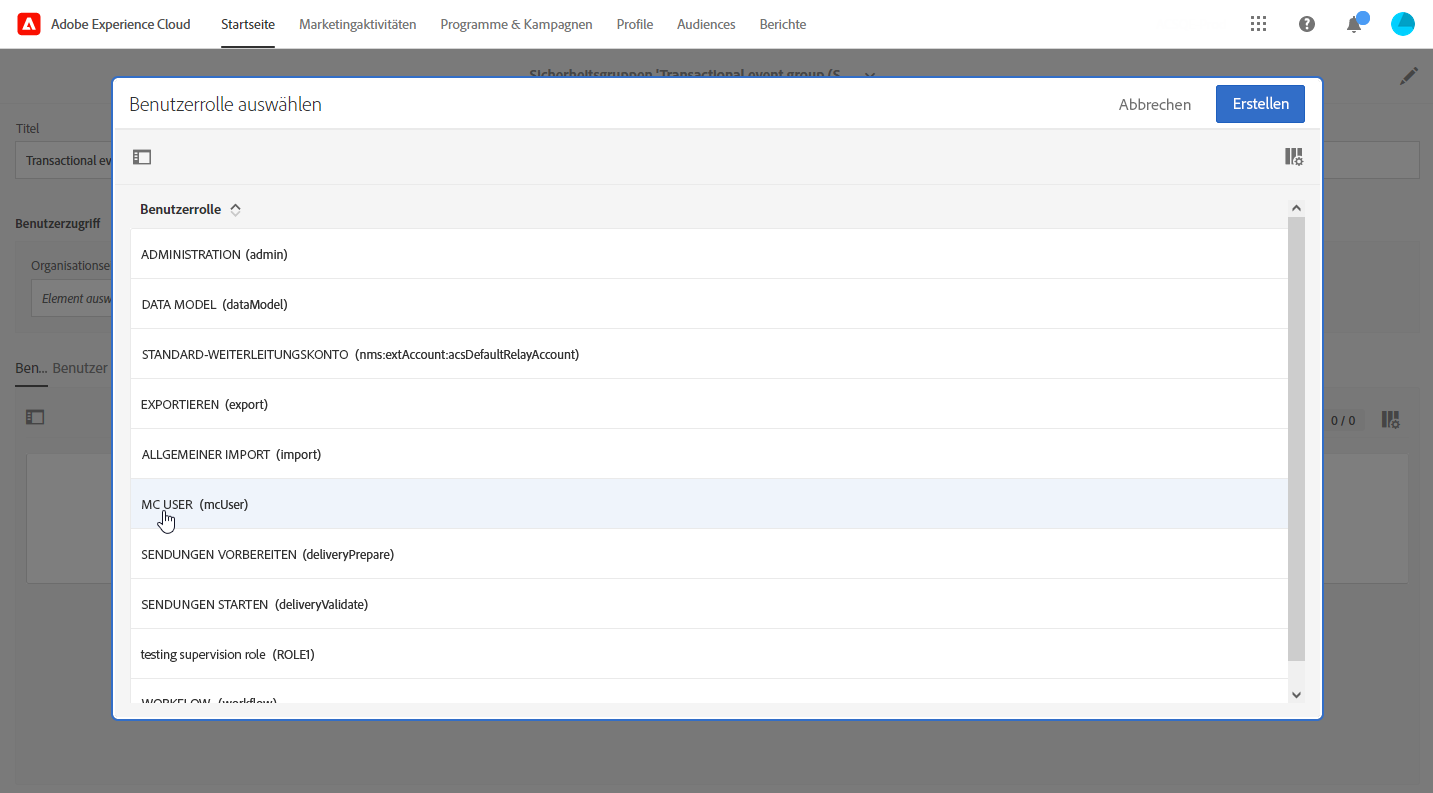 Adobe Experience Cloud Startseite Marketingaktivitäten Programme & Kampagnen Profile Audiences Berichte
Sicherheitsgruppen 'Transactional event group (S...
Benutzerrolle auswählen Abbrechen Erstellen
Titel
Transactional ev
Benutzerrolle
Benutzerzugriff
ADMINISTRATION (admin)
Organisationse
Element ausw
DATA MODEL (dataModel)
STANDARD-WEITERLEITUNGSKONTO (nms:extAccount:acsDefaultRelayAccount)
Ben... Benutzer
EXPORTIEREN (export)
0 / 0
ALLGEMEINER IMPORT (import)
MC USER (mcUser)
SENDUNGEN VORBEREITEN (deliveryPrepare)
SENDUNGEN STARTEN (deliveryValidate)
testing supervision role (ROLE1)
WORKFLOW (workflow)